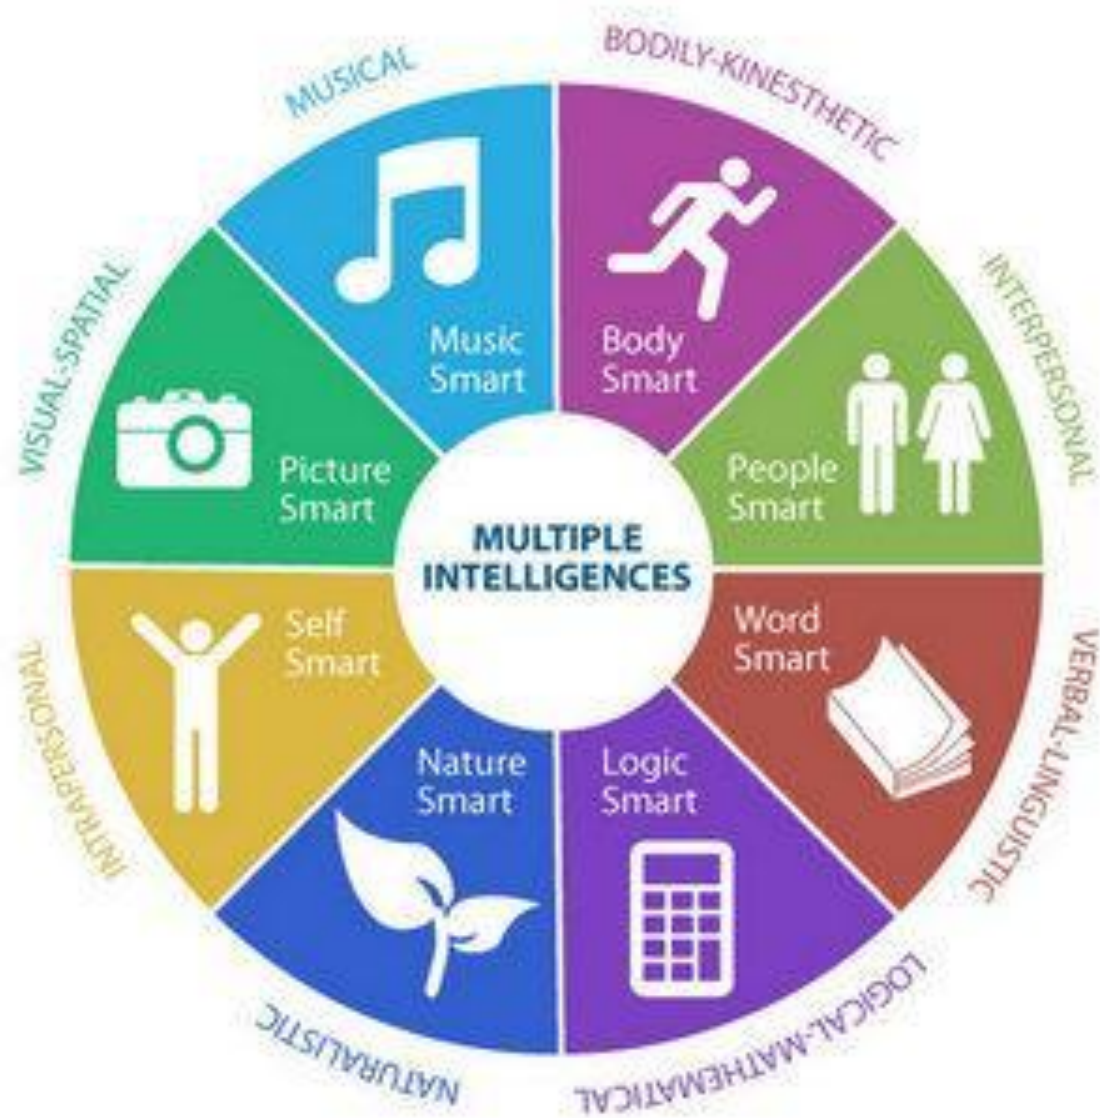 MUSICAL
BODILY-KINESTHETIC
INTERPERSONAL
VERBAL-LINGUISTIC
LOGICAL-MATHEMATICAL
NATURALISTIC
INTRAPERSONAL
VISUAL-SPATIAL
Music
Smart
Body
Smart
People
Smart
Word
Smart
Logic
Smart
Nature
Smart
Self
Smart
Picture
Smart
MULTIPLE
INTELLIGENCES